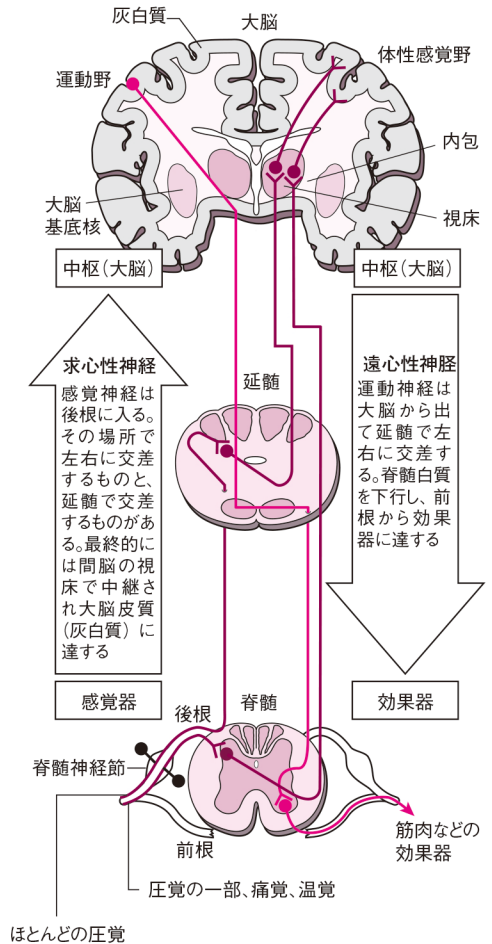 灰白質
大脳
体性感覚野
運動野
内包
大脳
基底核
視床
中枢(大脳)
中枢(大脳)
求心性神経
感覚神経は
後根に入る。
その場所で
左右に交差
するものと、
延髄で交差
するものがあ
る。最終的に
は間脳の視
床で中継さ
れ大脳皮質
(灰白質)に
達する
延髄
遠心性神経
運動神経は
大脳から出
て延髄で左
右に交差す
る。脊髄白質
を下行し、前
根から効果
器に達する
感覚器
後根
脊髄
効果器
脊髄神経節
前根
筋肉などの
効果器
圧覚の一部、痛覚、温覚
ほとんどの圧覚